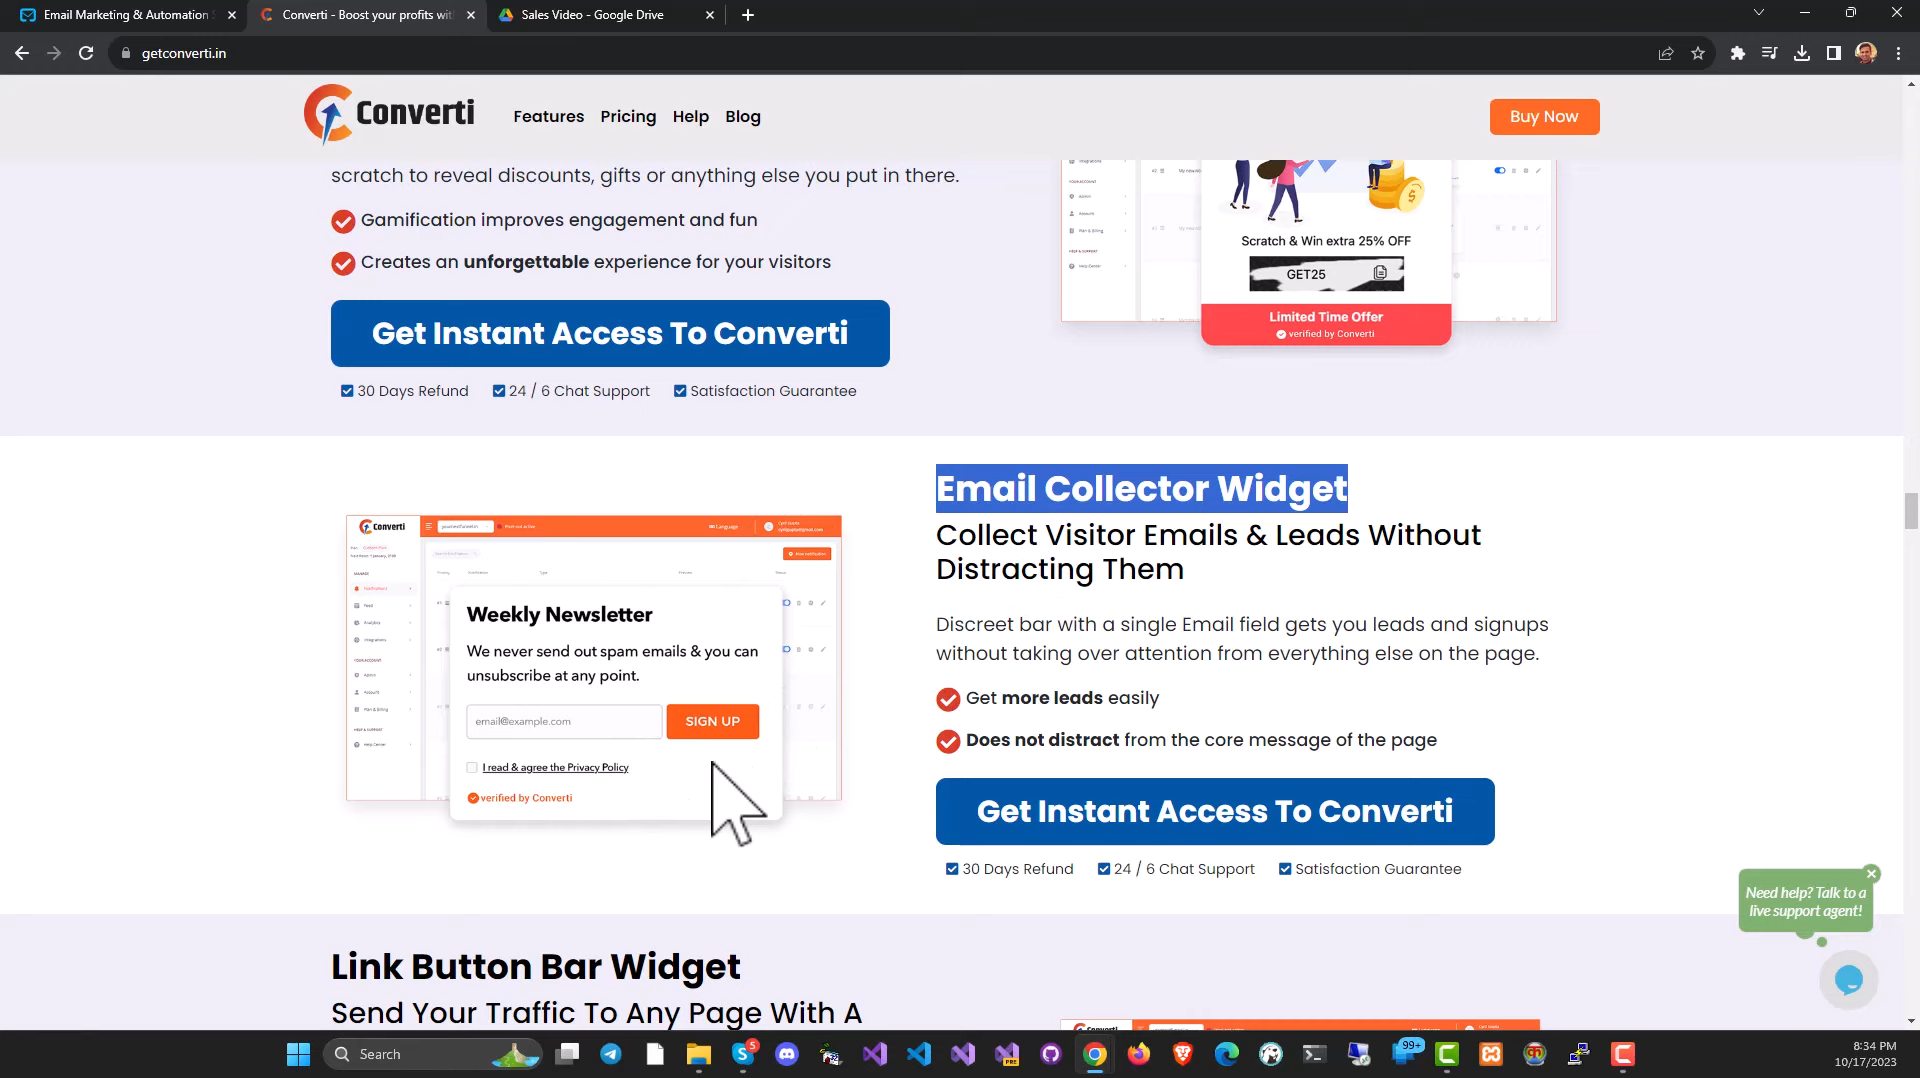 Email Marketing & Automation S
Converti - Boost your profits wit
Sales Video - Google Drive
getconverti.in
Converti
Features
Pricing
Help
Blog
Buy Now
scratch to reveal discounts, gifts or anything else you put in there.
Gamification improves engagement and fun
Creates an unforgettable experience for your visitors
Get Instant Access To Converti
30 Days Refund
24 / 6 Chat Support
Satisfaction Guarantee
Scratch & Win extra 25% OFF
GET25
Limited Time Offer
verified by Converti
Converti
Weekly Newsletter
We never send out spam emails & you can
unsubscribe at any point.
email@example.com
SIGN UP
I read & agree the Privacy Policy
verified by Converti
Email Collector Widget
Collect Visitor Emails & Leads Without
Distracting Them
Discreet bar with a single Email field gets you leads and signups
without taking over attention from everything else on the page.
Get more leads easily
Does not distract from the core message of the page
Get Instant Access To Converti
30 Days Refund
24 / 6 Chat Support
Satisfaction Guarantee
Need help? Talk to a
live support agent!
Link Button Bar Widget
Send Your Traffic To Any Page With A
Search
5
PRE
99+
8:34 PM
10/17/2023